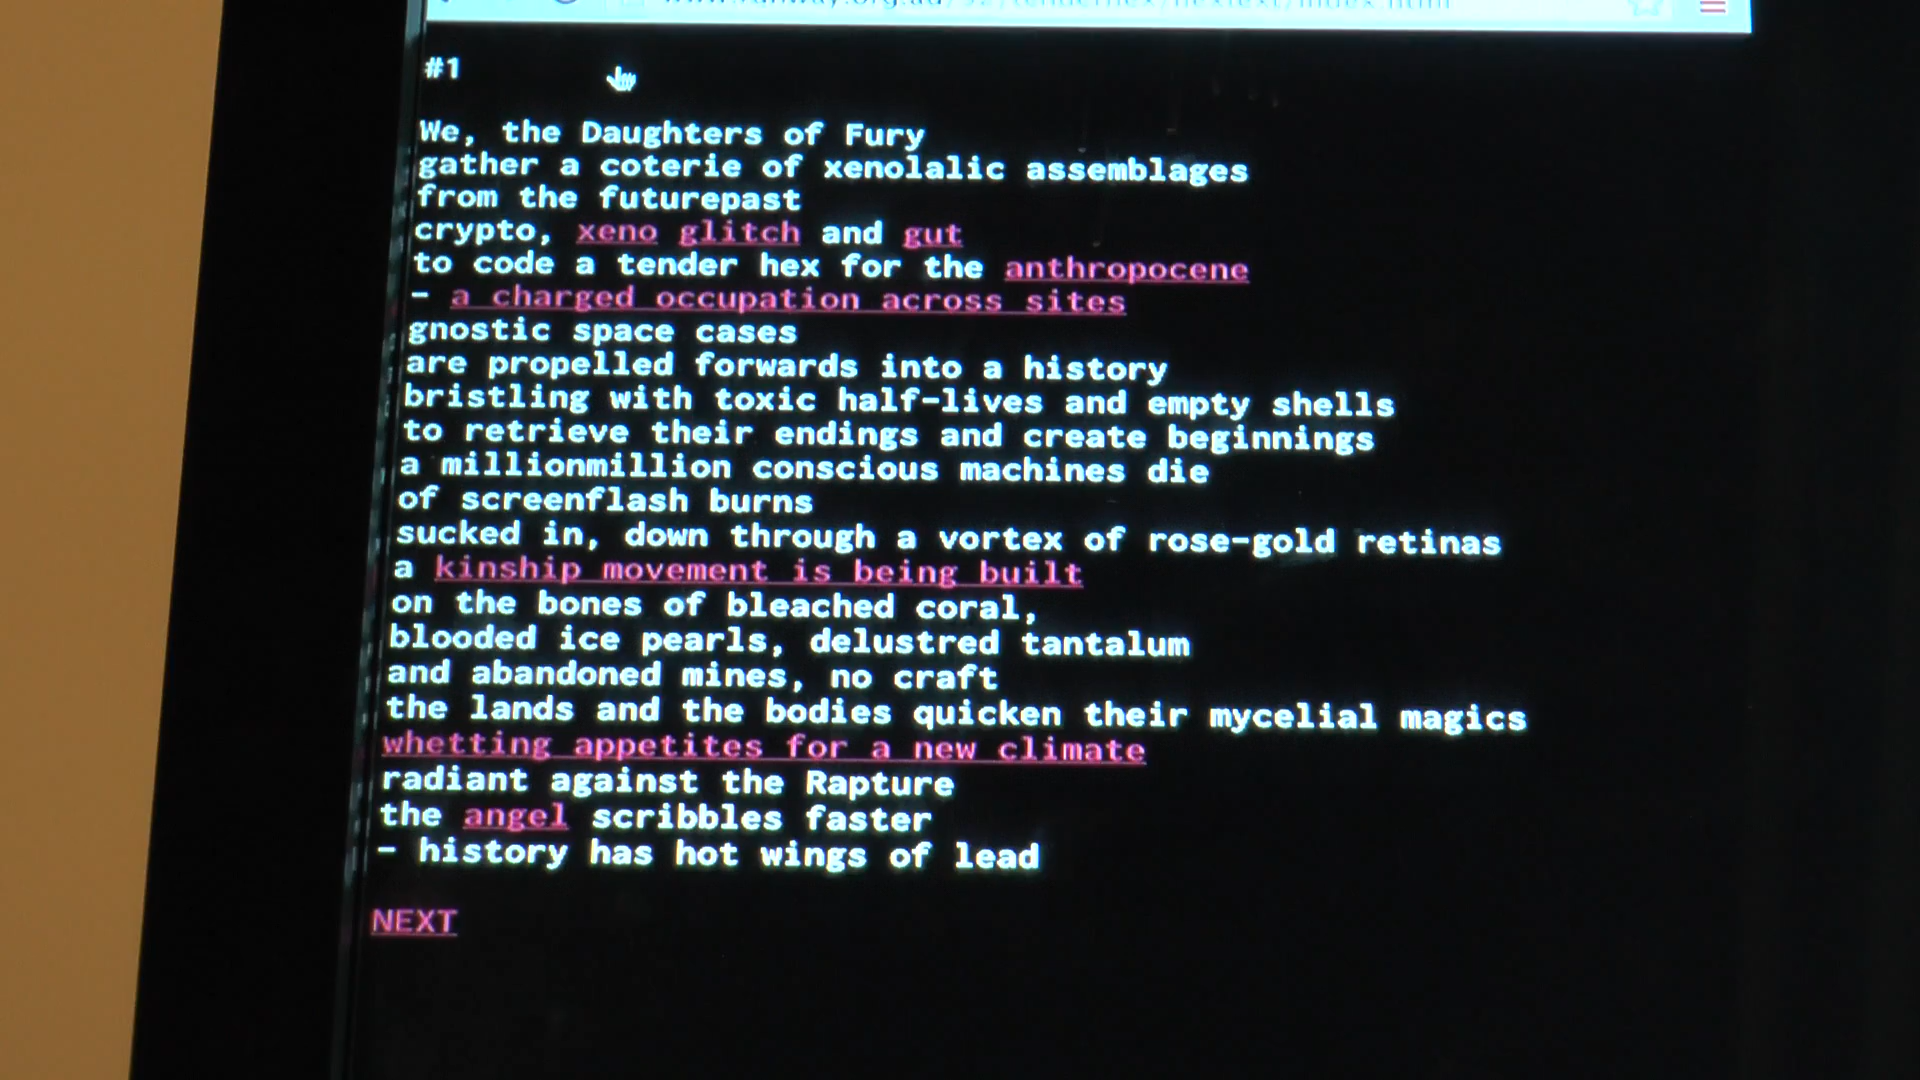 #1
We, the Daughters of Fury
gather a coterie of xenolalic assemblages
from the futurepast
crypto, xeno glitch and gut
to code a tender hex for the anthropocene
- a charged occupation across sites
gnostic space cases
are propelled forwards into a history
bristling with toxic half-lives and empty shells
to retrieve their endings and create beginnings
a millionmillion conscious machines die
of screenflash burns
sucked in, down through a vortex of rose-gold retinas
a kinship movement is being built
on the bones of bleached coral,
blooded ice pearls, delustred tantalum
and abandoned mines, no craft
the lands and the bodies quicken their mycelial magics
whetting appetites for a new climate
radiant against the Rapture
the angel scribbles faster
- history has hot wings of lead
NEXT